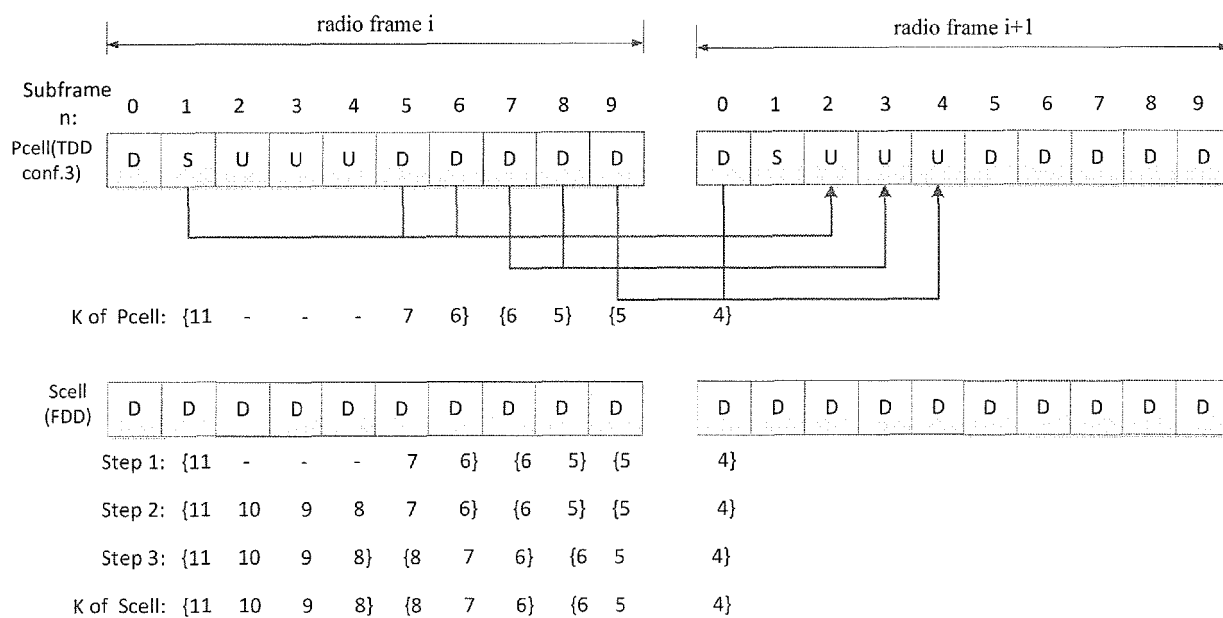 radio frame i radio frame i+1
Subframe n: 0 1 2 3 4 5 6 7 8 9 0 1 2 3 4 5 6 7 8 9
Pcell(TDD conf.3) D S U U U D D D D D D S U U U D D D D D
K of Pcell: {11 - - - 7 6} {6 5} {5 4}
Scell (FDD) D D D D D D D D D D D D D D D D D D D D
Step 1: {11 - - - 7 6} {6 5} {5 4}
Step 2: {11 10 9 8 7 6} {6 5} {5 4}
Step 3: {11 10 9 8} {8 7 6} {6 5 4}
K of Scell: {11 10 9 8} {8 7 6} {6 5 4}